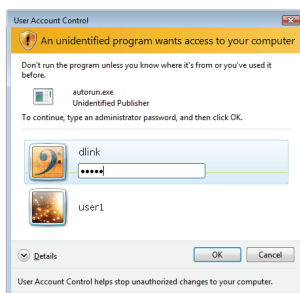 User Account Control
An unidentified program wants access to your computer
Don't run the program unless you know where it's from or you've used it
before.
autorun.exe
Unidentified Publisher
To continue, type an administrator password, and then click OK.
dlink
•••••
user1
Details
OK
Cancel
User Account Control helps stop unauthorized changes to your computer.